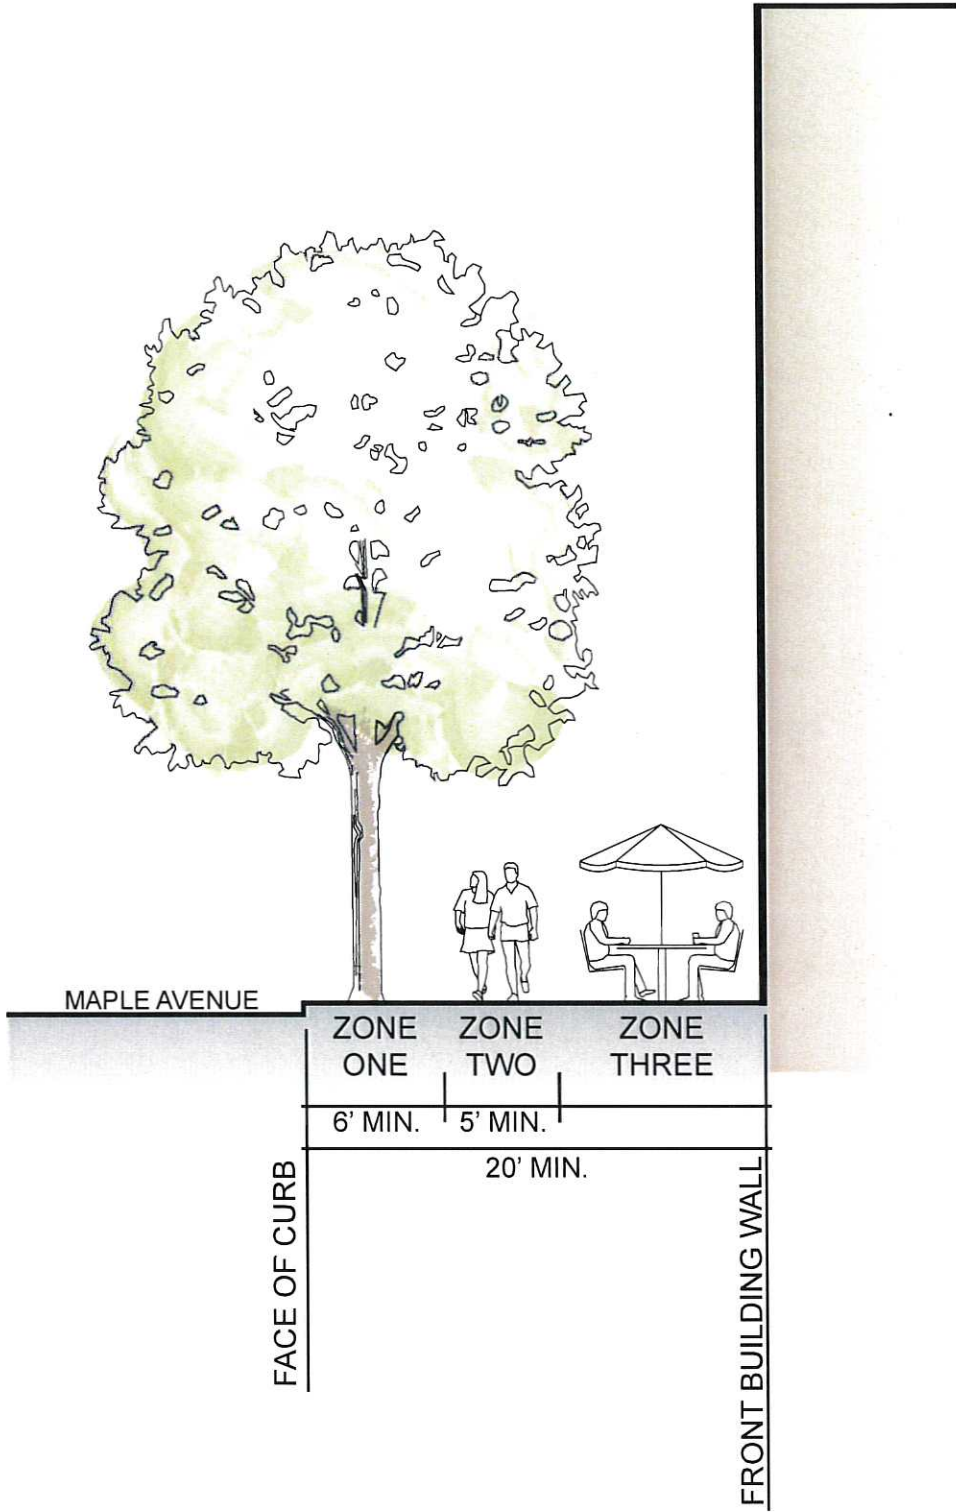 MAPLE AVENUE
ZONE
ONE
ZONE
TWO
ZONE
THREE
6' MIN.
5' MIN.
20' MIN.
FACE OF CURB
FRONT BUILDING WALL